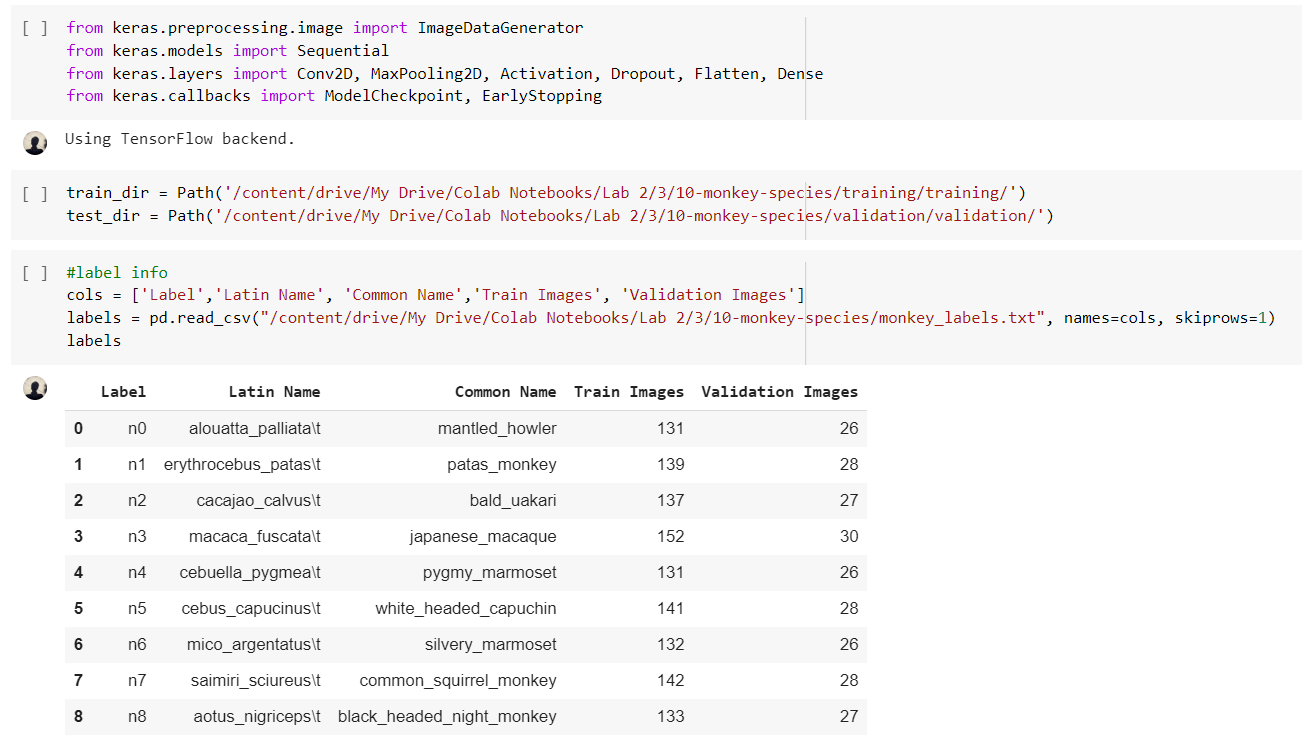 [ ] from keras.preprocessing.image import ImageDataGenerator
from keras.models import Sequential
from keras.layers import Conv2D, MaxPooling2D, Activation, Dropout, Flatten, Dense
from keras.callbacks import ModelCheckpoint, EarlyStopping
Using TensorFlow backend.
[ ] train_dir = Path('/content/drive/My Drive/Colab Notebooks/Lab 2/3/10-monkey-species/training/training/')
test_dir = Path('/content/drive/My Drive/Colab Notebooks/Lab 2/3/10-monkey-species/validation/validation/')
[ ] #label info
cols = ['Label','Latin Name', 'Common Name','Train Images', 'Validation Images']
labels = pd.read_csv("/content/drive/My Drive/Colab Notebooks/Lab 2/3/10-monkey-species/monkey_labels.txt", names=cols, skiprows=1)
labels
Label Latin Name Common Name Train Images Validation Images
0 n0 alouatta_palliata\t mantled_howler 131 26
1 n1 erythrocebus_patas\t patas_monkey 139 28
2 n2 cacajao_calvus\t bald_uakari 137 27
3 n3 macaca_fuscata\t japanese_macaque 152 30
4 n4 cebuella_pygmea\t pygmy_marmoset 131 26
5 n5 cebus_capucinus\t white_headed_capuchin 141 28
6 n6 mico_argentatus\t silvery_marmoset 132 26
7 n7 saimiri_sciureus\t common_squirrel_monkey 142 28
8 n8 aotus_nigriceps\t black_headed_night_monkey 133 27